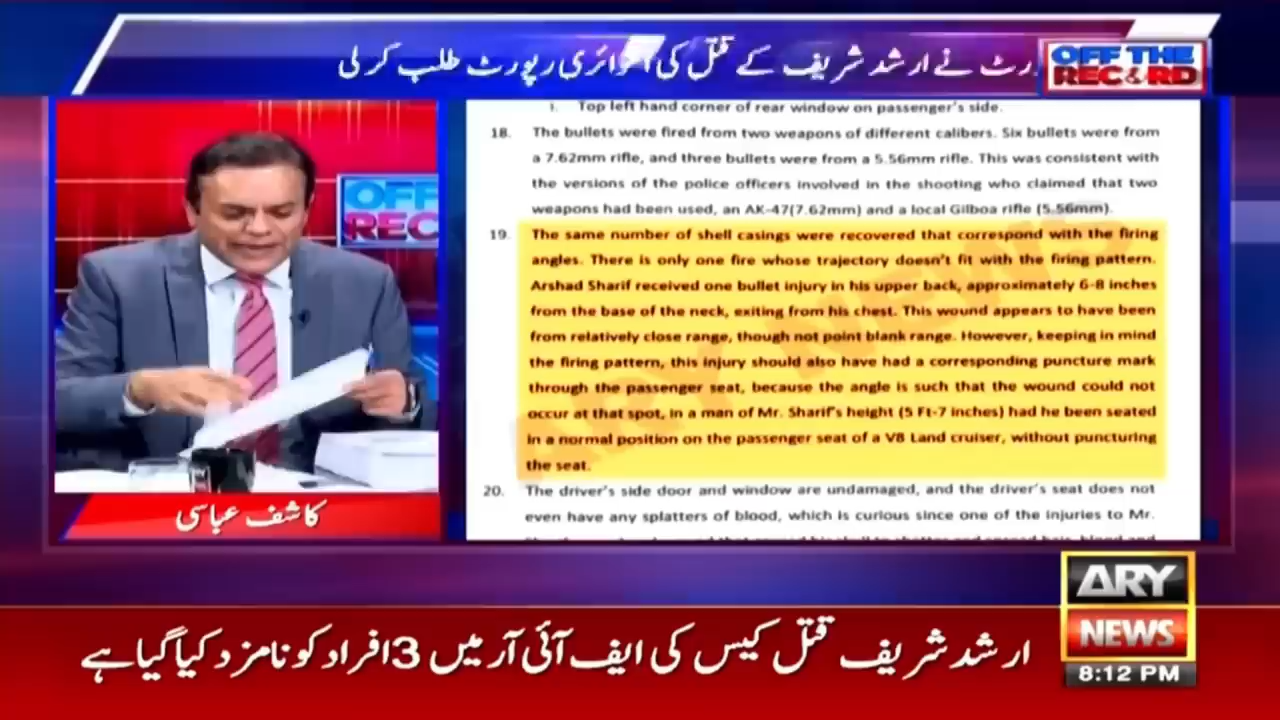 رٹ نے ارشد شریف کے قتل کی رپورٹ طلب کر لی
OFF THE
RECORD
OFF
REC
i. Top left hand corner of rear window on passenger's side.
18. The bullets were fired from two weapons of different calibers. Six bullets were from
a 7.62mm rifle, and three bullets were from a 5.56mm rifle. This was consistent with
the versions of the police officers involved in the shooting who claimed that two
weapons had been used, an AK-47(7.62mm) and a local Gilboa rifle (5.56mm).
19. The same number of shell casings were recovered that correspond with the firing
angles. There is only one fire whose trajectory doesn't fit with the firing pattern.
Arshad Sharif received one bullet injury in his upper back, approximately 6-8 inches
from the base of the neck, exiting from his chest. This wound appears to have been
from relatively close range, though not point blank range. However, keeping in mind
the firing pattern, this injury should also have had a corresponding puncture mark
through the passenger seat, because the angle is such that the wound could not
occur at that spot, in a man of Mr. Sharif's height (5 Ft-7 inches) had he been seated
in a normal position on the passenger seat of a V8 Land cruiser, without puncturing
the seat.
20. The driver's side door and window are undamaged, and the driver's seat does not
even have any splatters of blood, which is curious since one of the injuries to Mr.
ARY NEWS
کاشف عباسی
ارشد شریف قتل کیس کی ایف آئی آر میں 3 افراد کو نامزد کیا گیا ہے
ARY
NEWS
8:12 PM